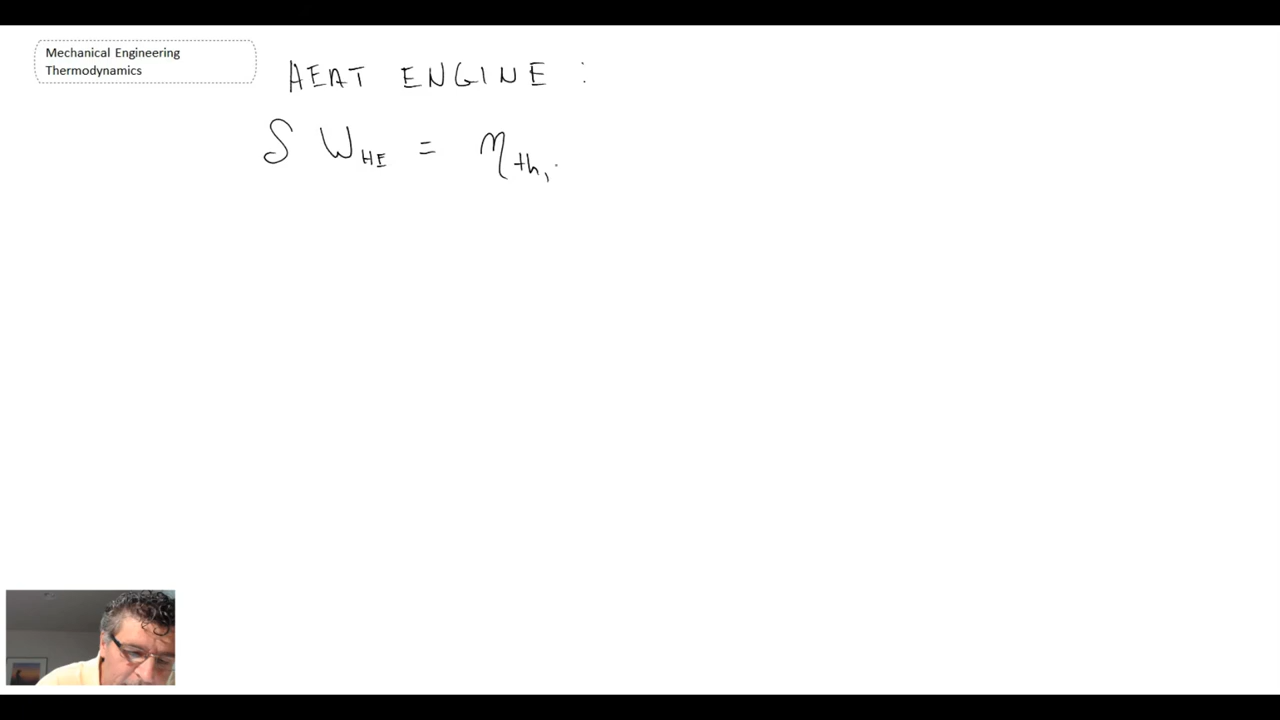 Mechanical Engineering
Thermodynamics
HEAT ENGINE :
δ W_HE = η_th,